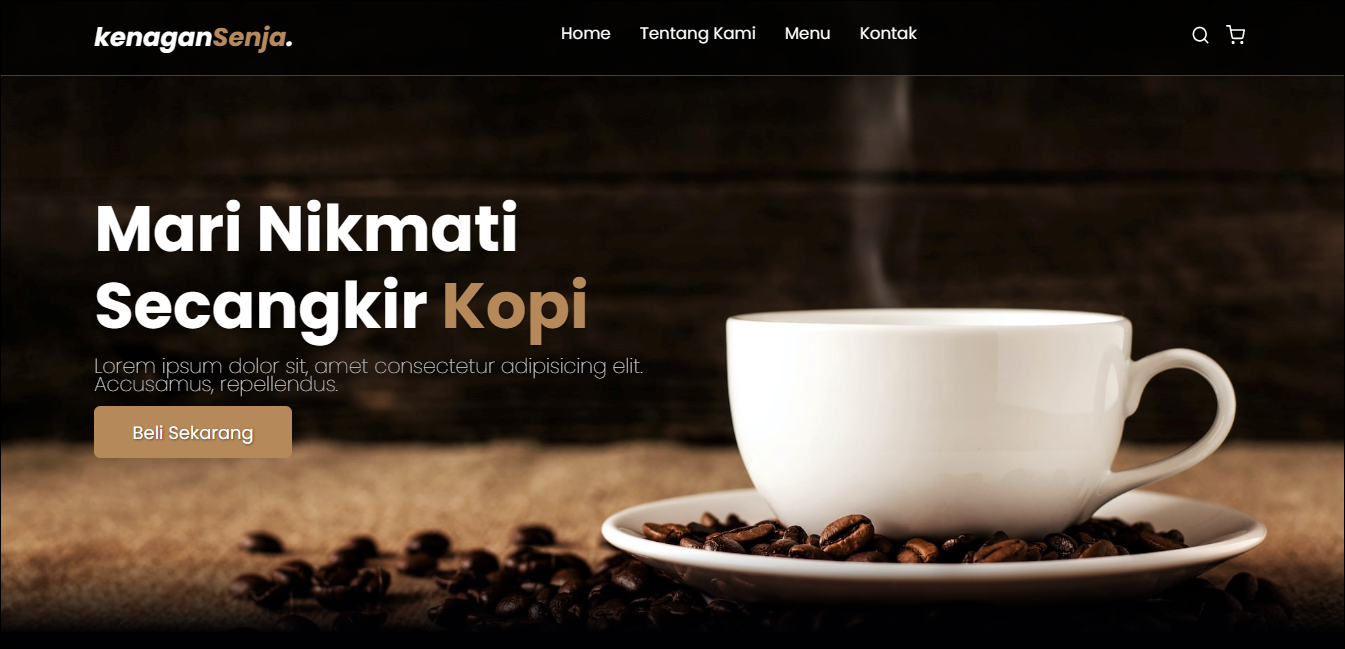 kenaganSenja.
Home Tentang Kami Menu Kontak
Mari Nikmati
Secangkir Kopi
Lorem ipsum dolor sit, amet consectetur adipisicing elit.
Accusamus, repellendus.
Beli Sekarang